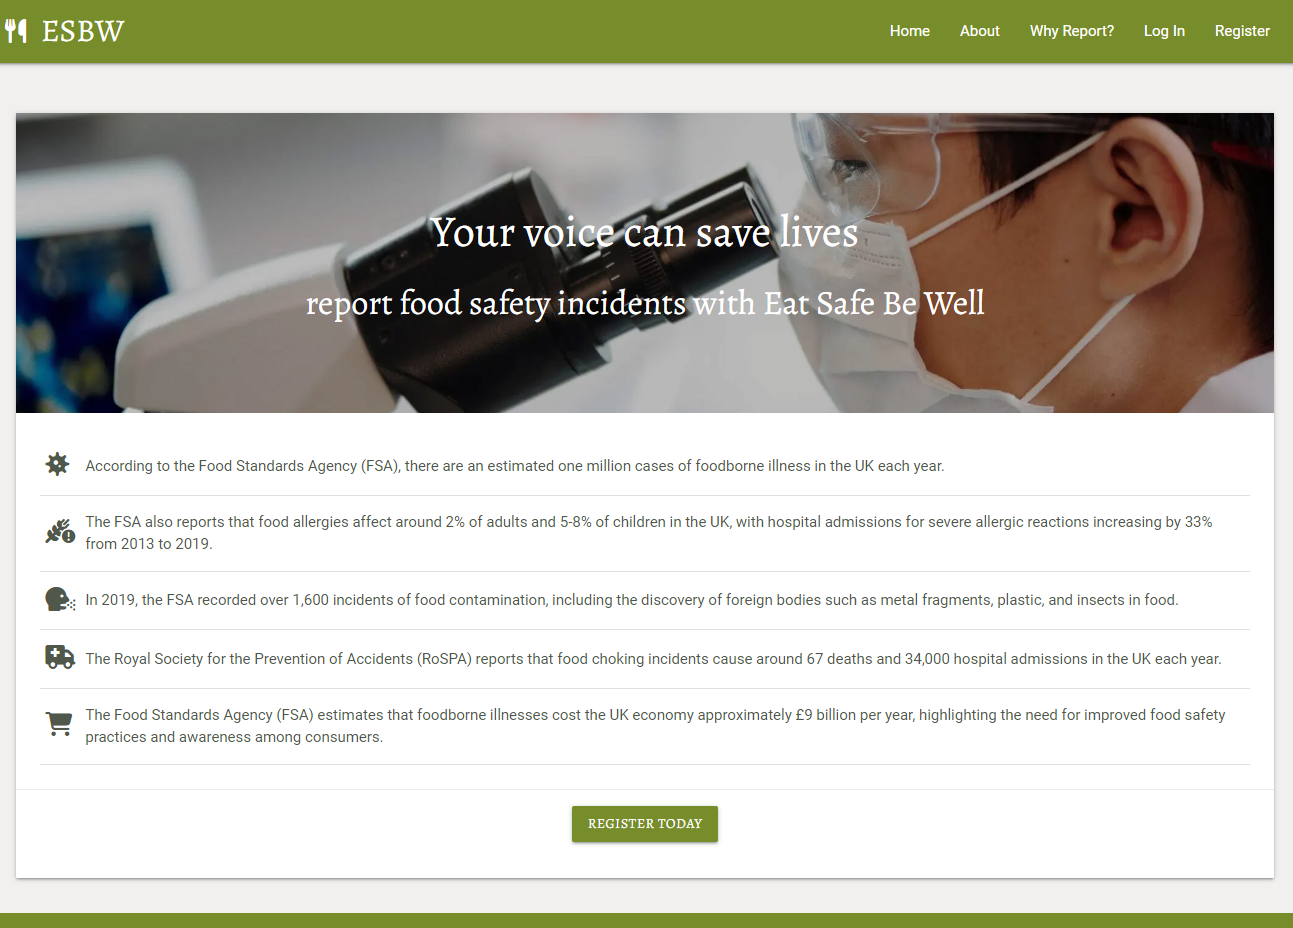 ESBW
Home About Why Report? Log In Register
Your voice can save lives
report food safety incidents with Eat Safe Be Well
According to the Food Standards Agency (FSA), there are an estimated one million cases of foodborne illness in the UK each year.
The FSA also reports that food allergies affect around 2% of adults and 5-8% of children in the UK, with hospital admissions for severe allergic reactions increasing by 33%
from 2013 to 2019.
In 2019, the FSA recorded over 1,600 incidents of food contamination, including the discovery of foreign bodies such as metal fragments, plastic, and insects in food.
The Royal Society for the Prevention of Accidents (RoSPA) reports that food choking incidents cause around 67 deaths and 34,000 hospital admissions in the UK each year.
The Food Standards Agency (FSA) estimates that foodborne illnesses cost the UK economy approximately £9 billion per year, highlighting the need for improved food safety
practices and awareness among consumers.
REGISTER TODAY